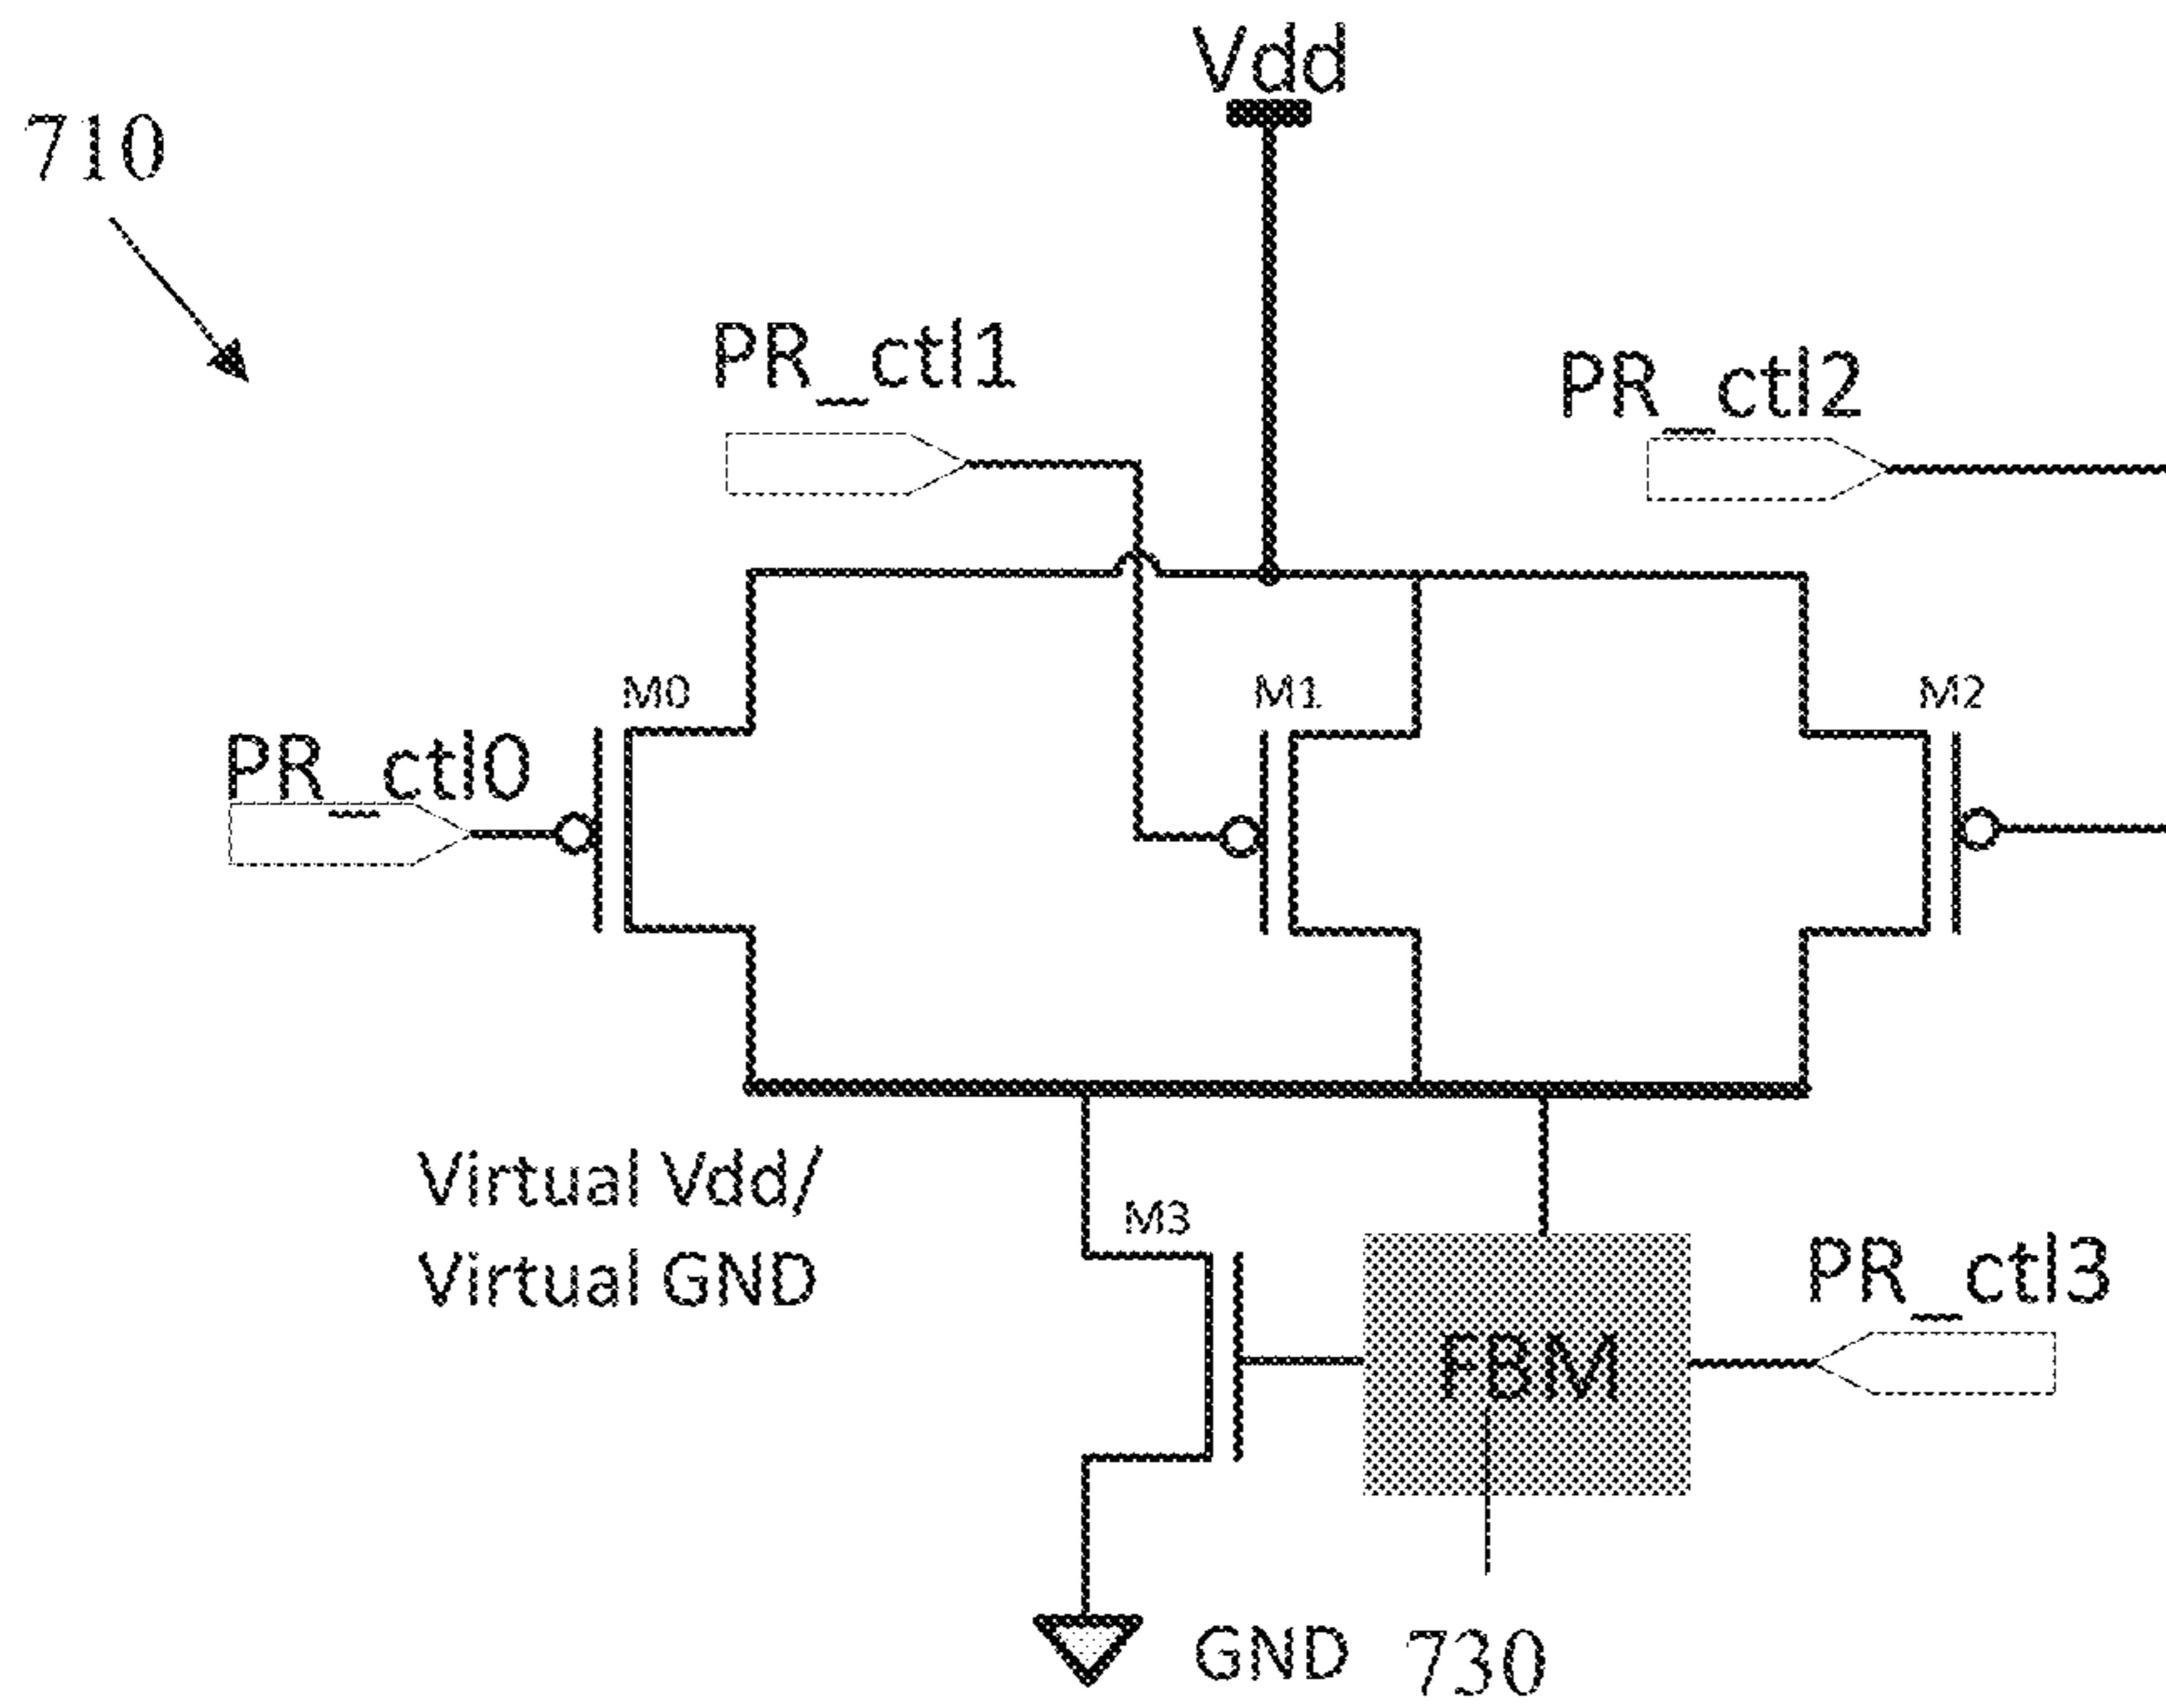 Vdd
710
PR_ctl1
PR_ctl2
M0
M1
M2
PR_ctl0
Virtual Vdd/
Virtual GND
M3
FBM
PR_ctl3
GND
730